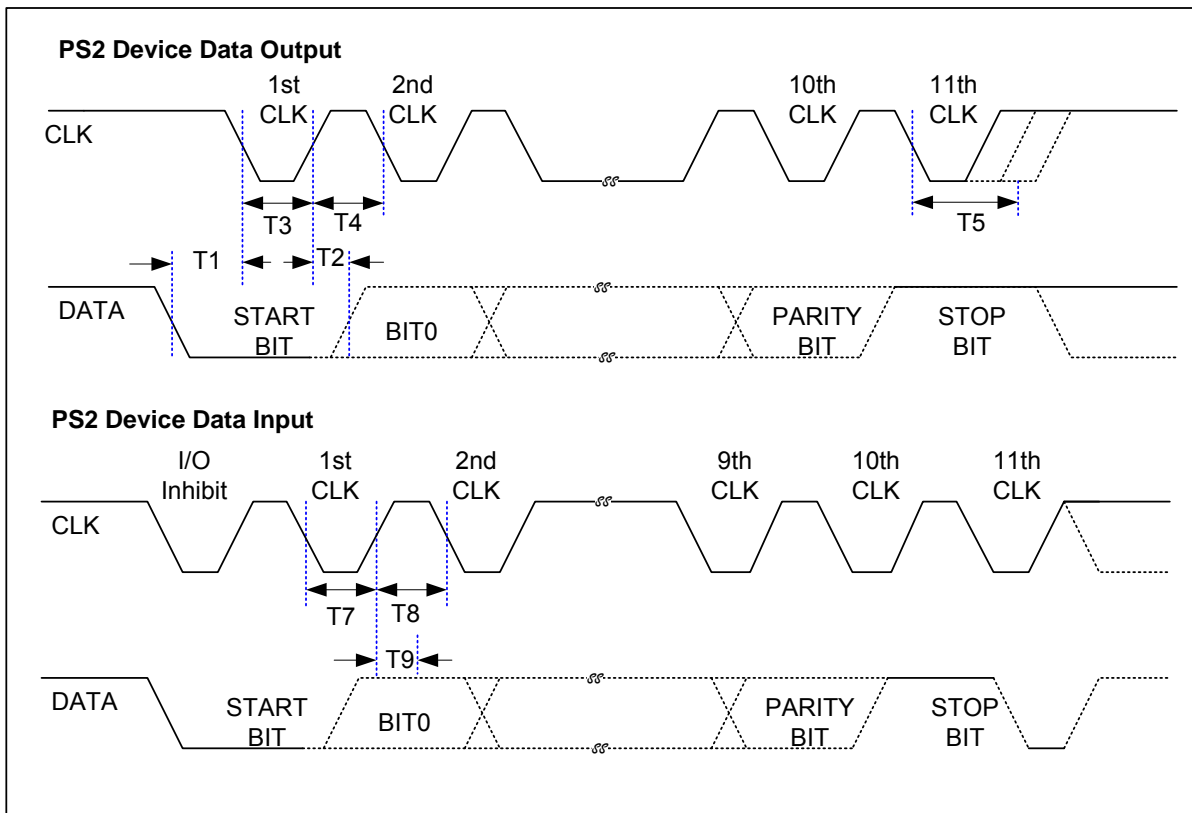 PS2 Device Data Output
1st
CLK
2nd
CLK
10th
CLK
11th
CLK
CLK
T3
T4
T5
T1
T2
DATA
START
BIT
BIT0
PARITY
BIT
STOP
BIT
PS2 Device Data Input
I/O
Inhibit
1st
CLK
2nd
CLK
9th
CLK
10th
CLK
11th
CLK
CLK
T7
T8
T9
DATA
START
BIT
BIT0
PARITY
BIT
STOP
BIT